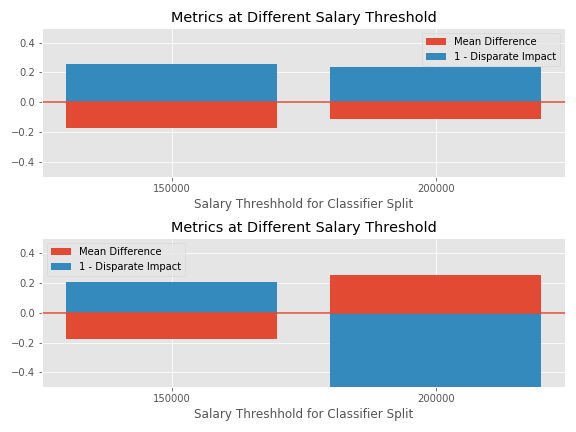 Metrics at Different Salary Threshold
0.4
0.2
0.0
−0.2
−0.4
Mean Difference
1 - Disparate Impact
150000 200000
Salary Threshhold for Classifier Split
Metrics at Different Salary Threshold
0.4
0.2
0.0
−0.2
−0.4
Mean Difference
1 - Disparate Impact
150000 200000
Salary Threshhold for Classifier Split